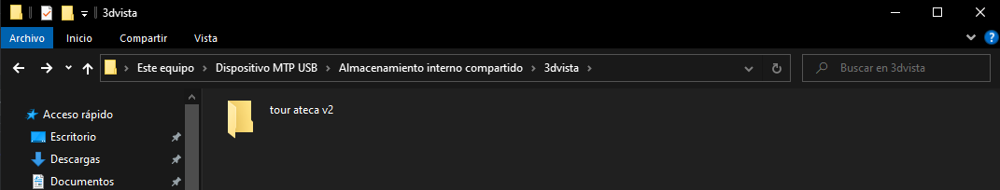 3dvista
Archivo Inicio Compartir Vista
Este equipo Dispositivo MTP USB Almacenamiento interno compartido 3dvista Buscar en 3dvista
Acceso rápido
Escritorio
Descargas
Documentos
tour ateca v2